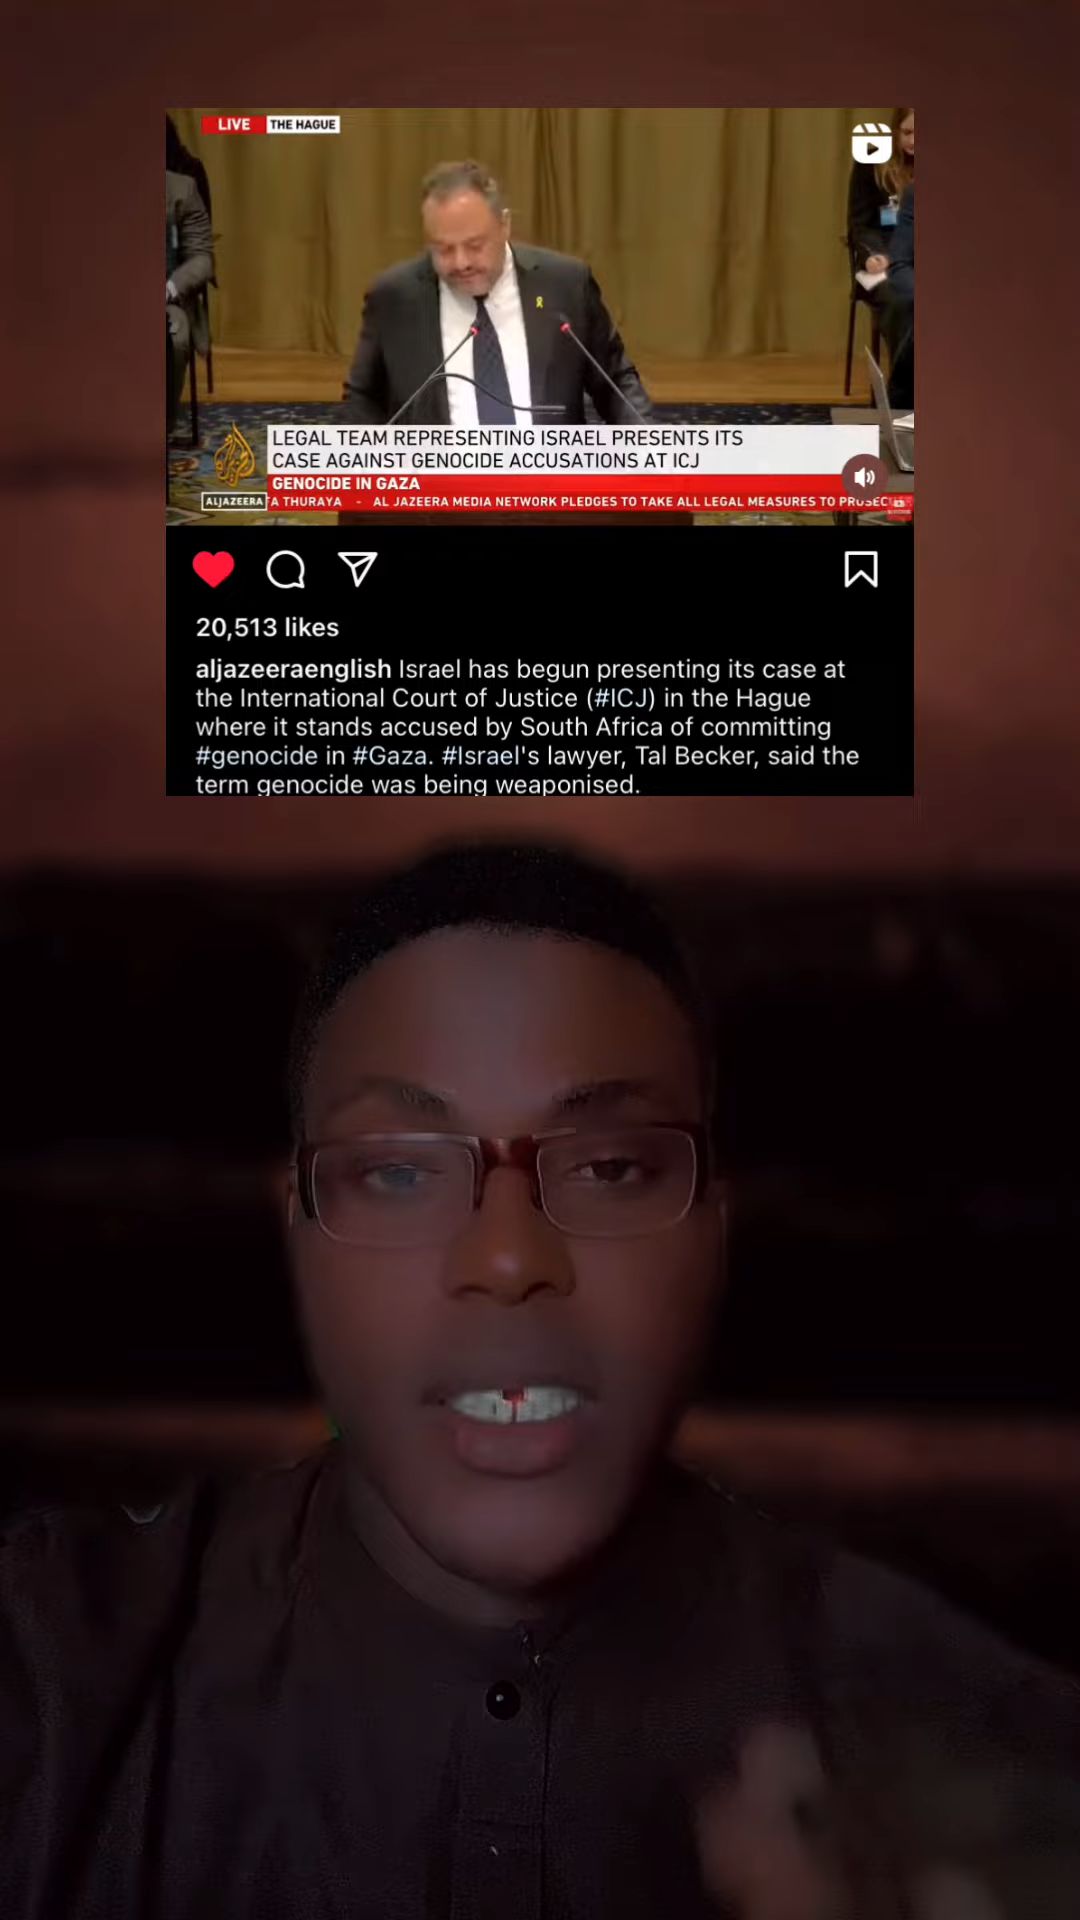 LIVE THE HAGUE
LEGAL TEAM REPRESENTING ISRAEL PRESENTS ITS
CASE AGAINST GENOCIDE ACCUSATIONS AT ICJ
GENOCIDE IN GAZA
ALJAZEERA FA THURAYA - AL JAZEERA MEDIA NETWORK PLEDGES TO TAKE ALL LEGAL MEASURES TO PROSEC
20,513 likes
aljazeeraenglish Israel has begun presenting its case at
the International Court of Justice (#ICJ) in the Hague
where it stands accused by South Africa of committing
#genocide in #Gaza. #Israel's lawyer, Tal Becker, said the
term genocide was being weaponised.